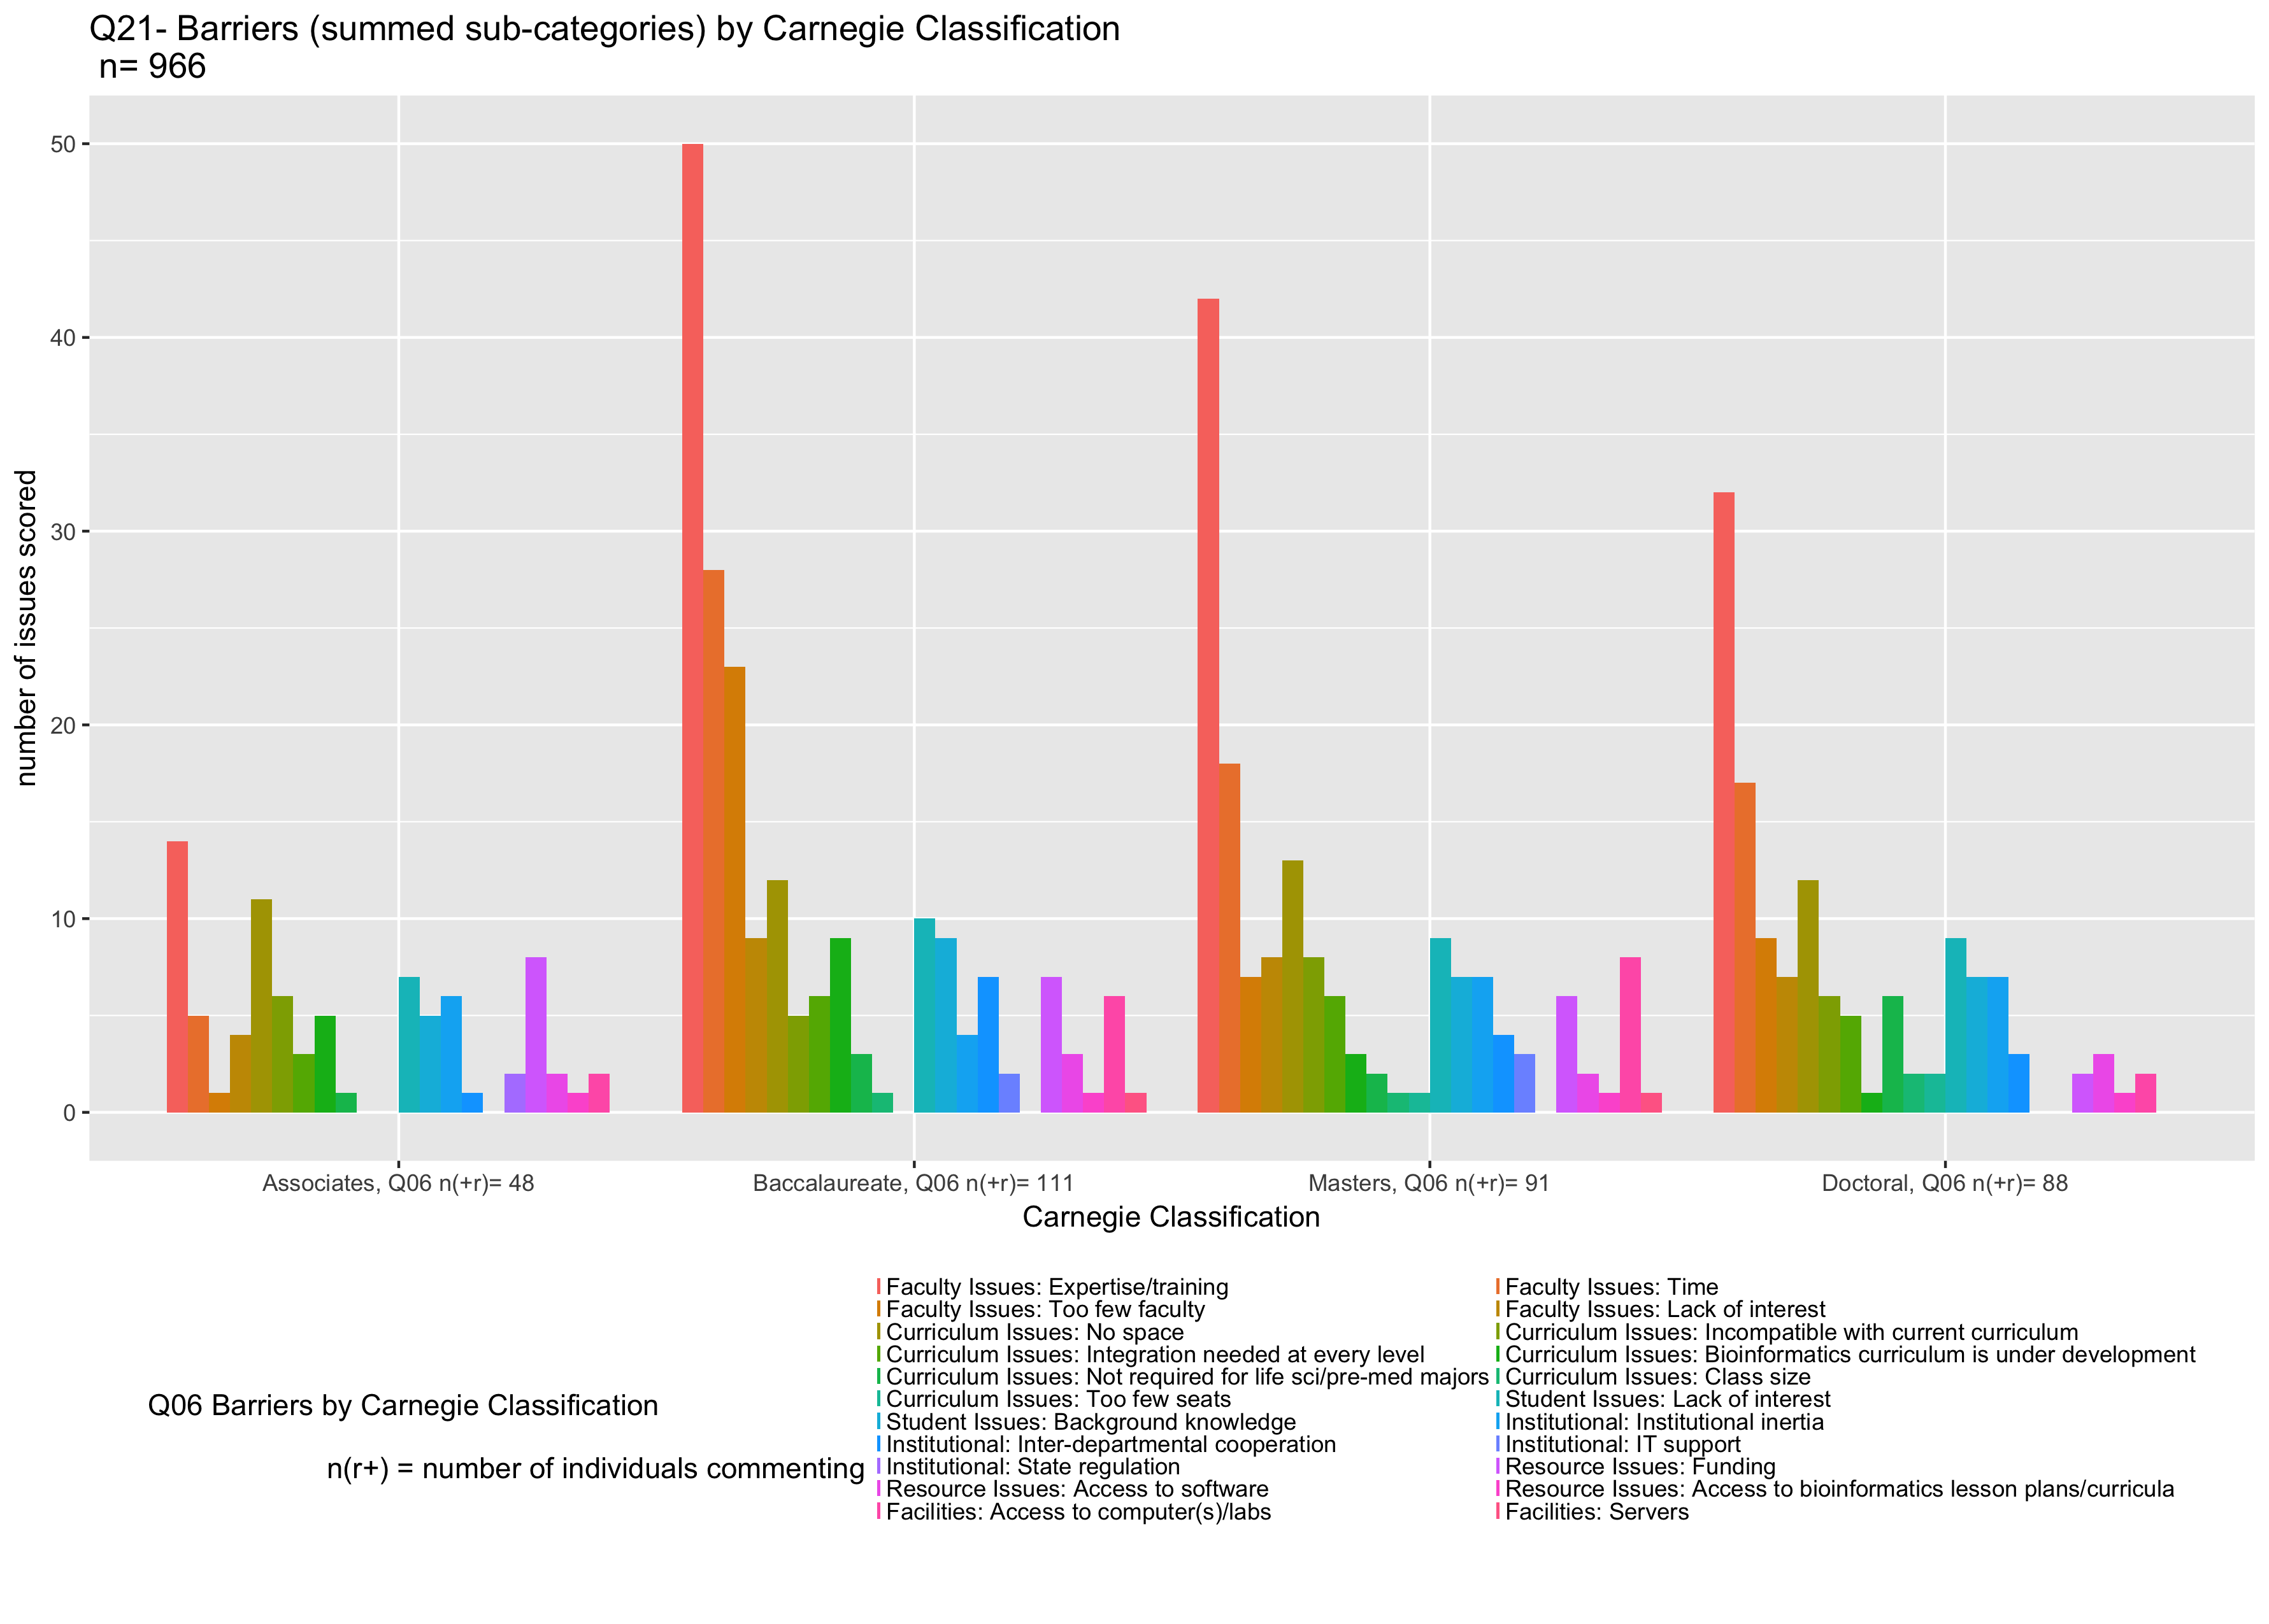 Q21- Barriers (summed sub-categories) by Carnegie Classification
n= 966
50
40
30
20
10
0
number of issues scored
Associates, Q06 n(+r)= 48
Baccalaureate, Q06 n(+r)= 111
Masters, Q06 n(+r)= 91
Doctoral, Q06 n(+r)= 88
Carnegie Classification
Q06 Barriers by Carnegie Classification
n(r+) = number of individuals commenting
Faculty Issues: Expertise/training
Faculty Issues: Time
Faculty Issues: Too few faculty
Faculty Issues: Lack of interest
Curriculum Issues: No space
Curriculum Issues: Incompatible with current curriculum
Curriculum Issues: Integration needed at every level
Curriculum Issues: Bioinformatics curriculum is under development
Curriculum Issues: Not required for life sci/pre-med majors
Curriculum Issues: Class size
Curriculum Issues: Too few seats
Student Issues: Lack of interest
Student Issues: Background knowledge
Institutional: Institutional inertia
Institutional: Inter-departmental cooperation
Institutional: IT support
Institutional: State regulation
Resource Issues: Funding
Resource Issues: Access to software
Resource Issues: Access to bioinformatics lesson plans/curricula
Facilities: Access to computer(s)/labs
Facilities: Servers